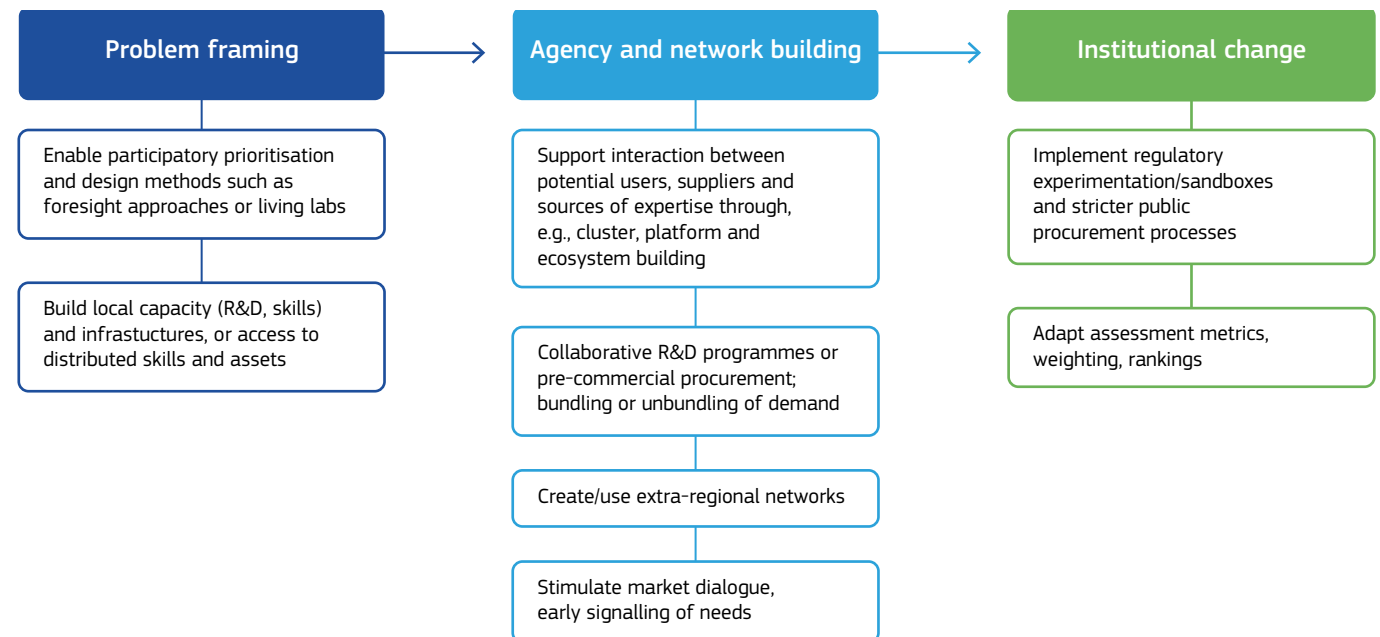 Problem framing
Enable participatory prioritisation
and design methods such as
foresight approaches or living labs
Build local capacity (R&D, skills)
and infrastuctures, or access to
distributed skills and assets
Agency and network building
Support interaction between
potential users, suppliers and
sources of expertise through,
e.g., cluster, platform and
ecosystem building
Collaborative R&D programmes or
pre-commercial procurement;
bundling or unbundling of demand
Create/use extra-regional networks
Stimulate market dialogue,
early signalling of needs
Institutional change
Implement regulatory
experimentation/sandboxes
and stricter public
procurement processes
Adapt assessment metrics,
weighting, rankings